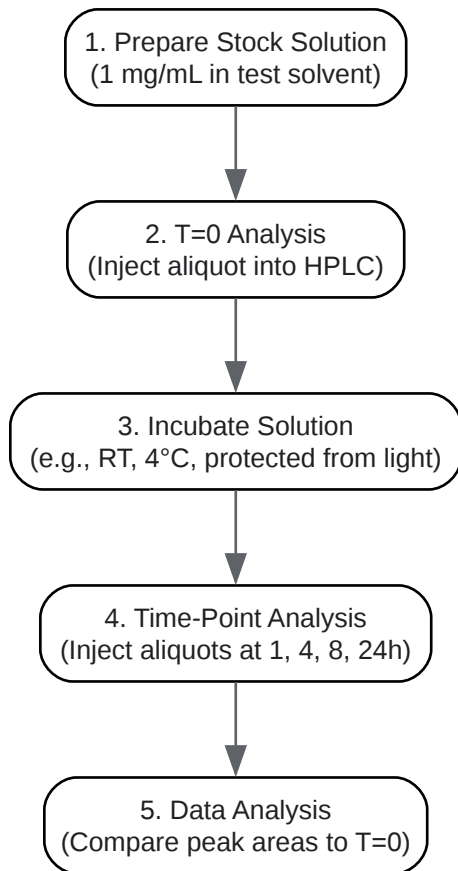 1. Prepare Stock Solution
(1 mg/mL in test solvent)
2. T=0 Analysis
(Inject aliquot into HPLC)
3. Incubate Solution
(e.g., RT, 4°C, protected from light)
4. Time-Point Analysis
(Inject aliquots at 1, 4, 8, 24h)
5. Data Analysis
(Compare peak areas to T=0)